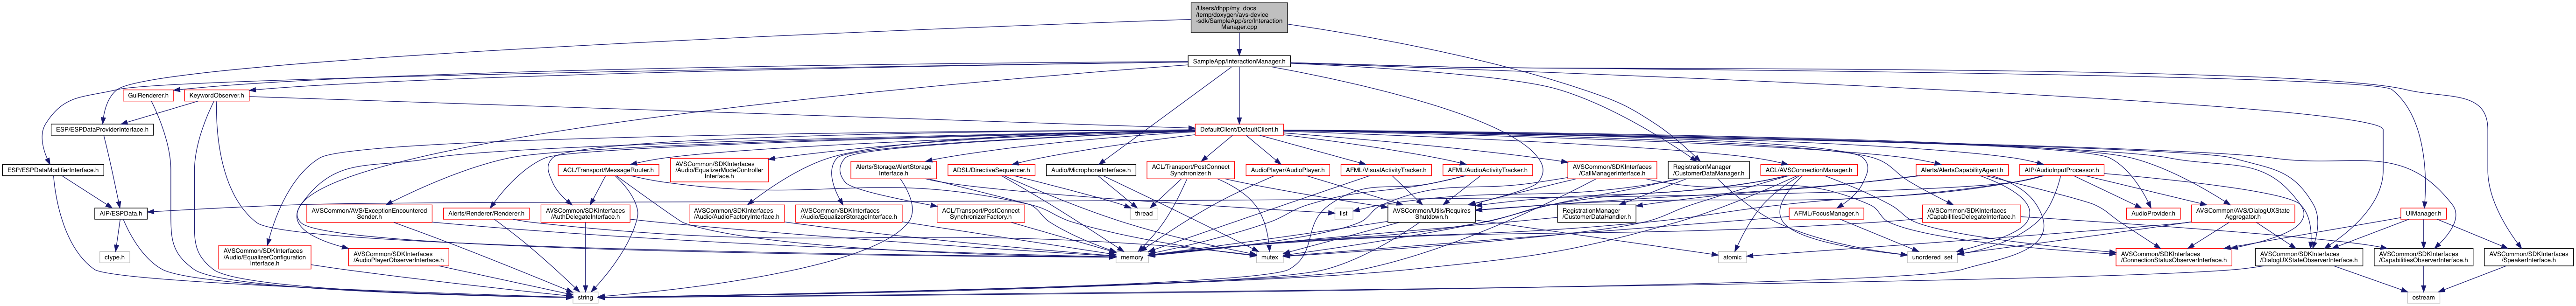 /Users/dhpp/my_docs
/temp/doxygen/avs-device
-sdk/SampleApp/src/Interaction
Manager.cpp
SampleApp/InteractionManager.h
GuiRenderer.h
KeywordObserver.h
ESP/ESPDataProviderInterface.h
DefaultClient/DefaultClient.h
ESP/ESPDataModifierInterface.h
ACL/Transport/MessageRouter.h
AVSCommon/SDKInterfaces
/Audio/EqualizerModeController
Interface.h
Alerts/Storage/AlertStorage
Interface.h
ADSL/DirectiveSequencer.h
Audio/MicrophoneInterface.h
ACL/Transport/PostConnect
Synchronizer.h
AudioPlayer/AudioPlayer.h
AFML/VisualActivityTracker.h
AFML/AudioActivityTracker.h
AVSCommon/SDKInterfaces
/CallManagerInterface.h
RegistrationManager
/CustomerDataManager.h
ACL/AVSConnectionManager.h
Alerts/AlertsCapabilityAgent.h
AIP/AudioInputProcessor.h
AIP/ESPData.h
AVSCommon/AVS/ExceptionEncountered
Sender.h
Alerts/Renderer/Renderer.h
AVSCommon/SDKInterfaces
/AuthDelegateInterface.h
AVSCommon/SDKInterfaces
/Audio/AudioFactoryInterface.h
AVSCommon/SDKInterfaces
/Audio/EqualizerStorageInterface.h
ACL/Transport/PostConnect
SynchronizerFactory.h
thread
list
AVSCommon/Utils/Requires
Shutdown.h
RegistrationManager
/CustomerDataHandler.h
AFML/FocusManager.h
AVSCommon/SDKInterfaces
/CapabilitiesDelegateInterface.h
AudioProvider.h
AVSCommon/AVS/DialogUXState
Aggregator.h
UIManager.h
ctype.h
AVSCommon/SDKInterfaces
/Audio/EqualizerConfiguration
Interface.h
AVSCommon/SDKInterfaces
/AudioPlayerObserverInterface.h
memory
mutex
atomic
unordered_set
AVSCommon/SDKInterfaces
/ConnectionStatusObserverInterface.h
AVSCommon/SDKInterfaces
/DialogUXStateObserverInterface.h
AVSCommon/SDKInterfaces
/CapabilitiesObserverInterface.h
AVSCommon/SDKInterfaces
/SpeakerInterface.h
string
ostream